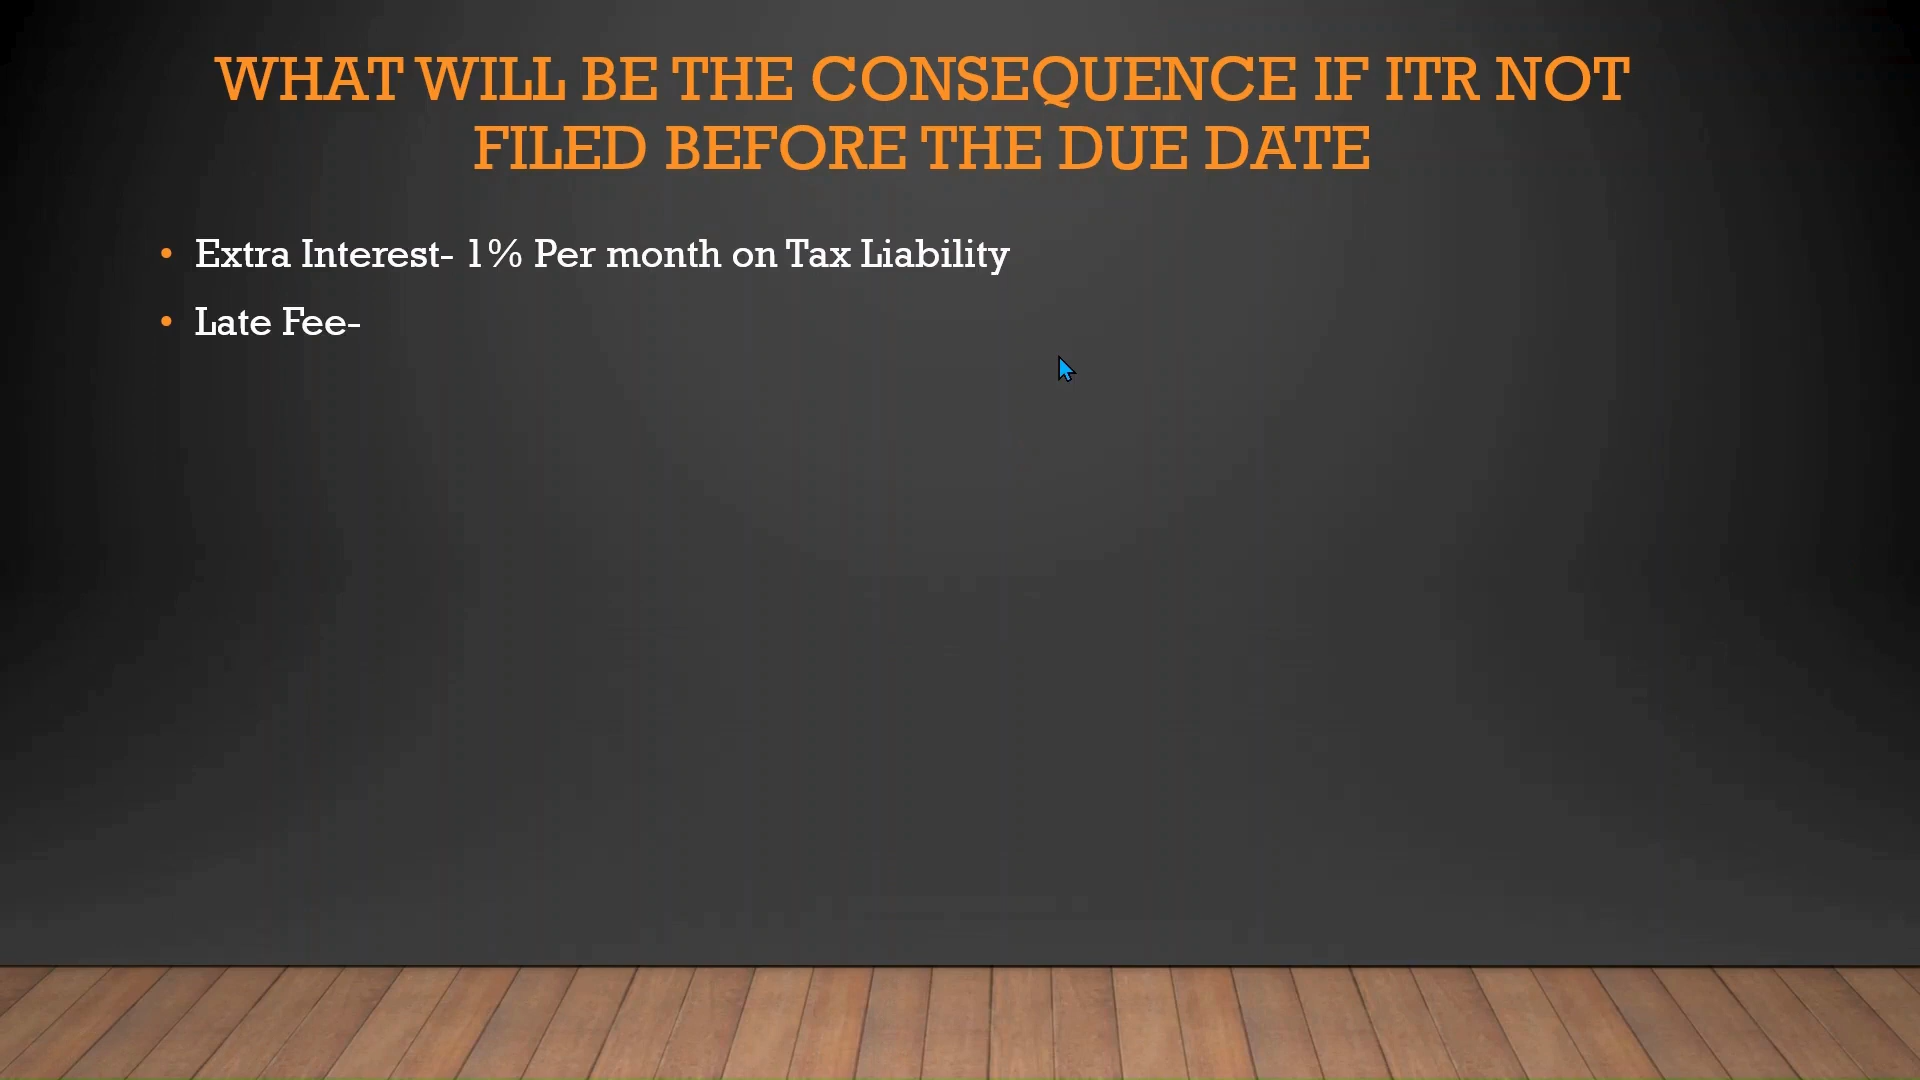 WHAT WILL BE THE CONSEQUENCE IF ITR NOT
FILED BEFORE THE DUE DATE
• Extra Interest- 1% Per month on Tax Liability
• Late Fee-